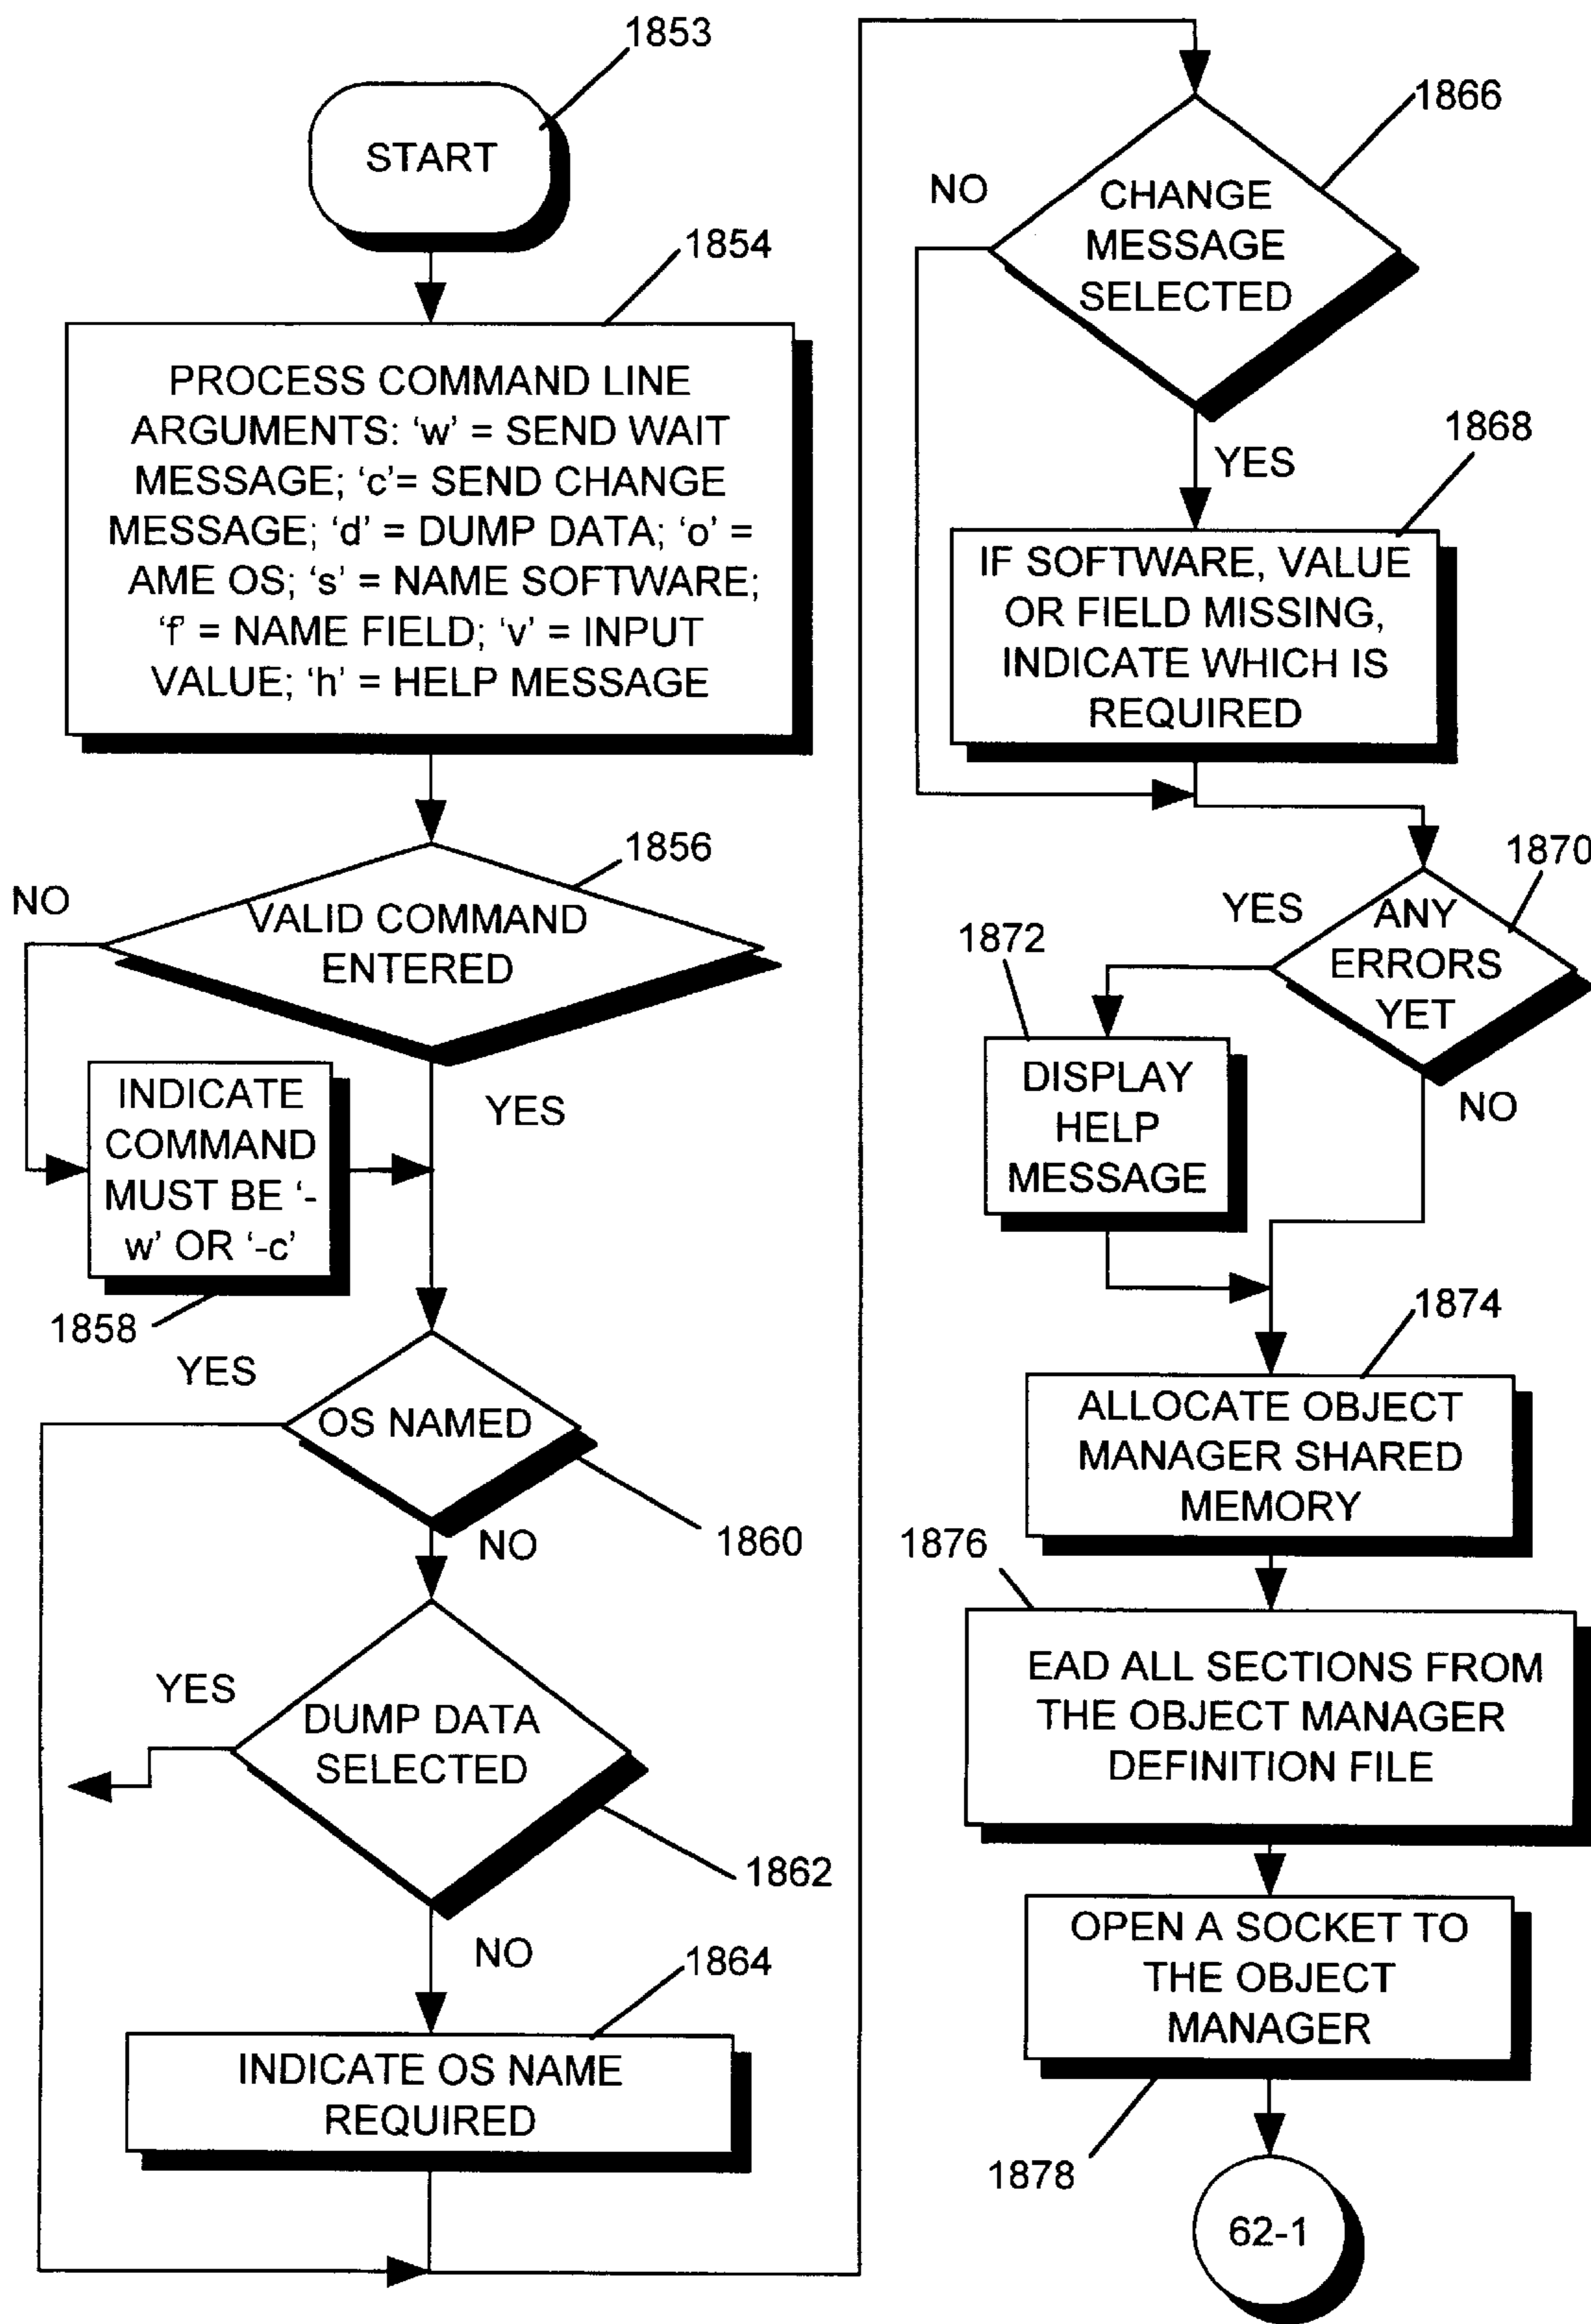 1853
START
1854
PROCESS COMMAND LINE
ARGUMENTS: ‘w’ = SEND WAIT
MESSAGE; ‘c’= SEND CHANGE
MESSAGE; ‘d’ = DUMP DATA; ‘o’ =
AME OS; ‘s’ = NAME SOFTWARE;
‘f’ = NAME FIELD; ‘v’ = INPUT
VALUE; ‘h’ = HELP MESSAGE
1856
NO
VALID COMMAND
ENTERED
YES
INDICATE
COMMAND
MUST BE ‘-
w’ OR ‘-c’
1858
YES
OS NAMED
1860
NO
YES
DUMP DATA
SELECTED
1862
NO
1864
INDICATE OS NAME
REQUIRED
1866
NO
CHANGE
MESSAGE
SELECTED
YES
1868
IF SOFTWARE, VALUE
OR FIELD MISSING,
INDICATE WHICH IS
REQUIRED
1870
YES
ANY
ERRORS
YET
1872
NO
DISPLAY
HELP
MESSAGE
1874
ALLOCATE OBJECT
MANAGER SHARED
MEMORY
1876
EAD ALL SECTIONS FROM
THE OBJECT MANAGER
DEFINITION FILE
OPEN A SOCKET TO
THE OBJECT
MANAGER
1878
62-1